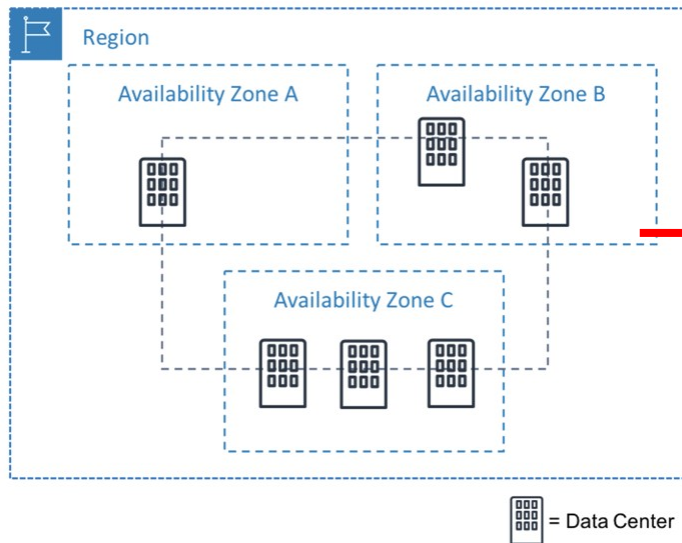 Region
Availability Zone A
Availability Zone B
Availability Zone C
= Data Center